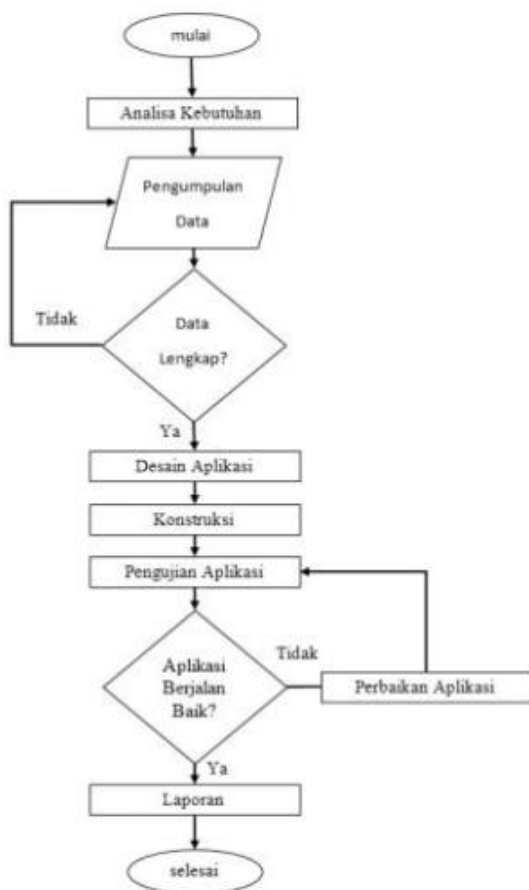 mulai
Analisa Kebutuhan
Pengumpulan
Data
Tidak
Data
Lengkap?
Ya
Desain Aplikasi
Konstruksi
Pengujian Aplikasi
Tidak
Aplikasi
Berjalan
Baik?
Perbaikan Aplikasi
Ya
Laporan
selesai